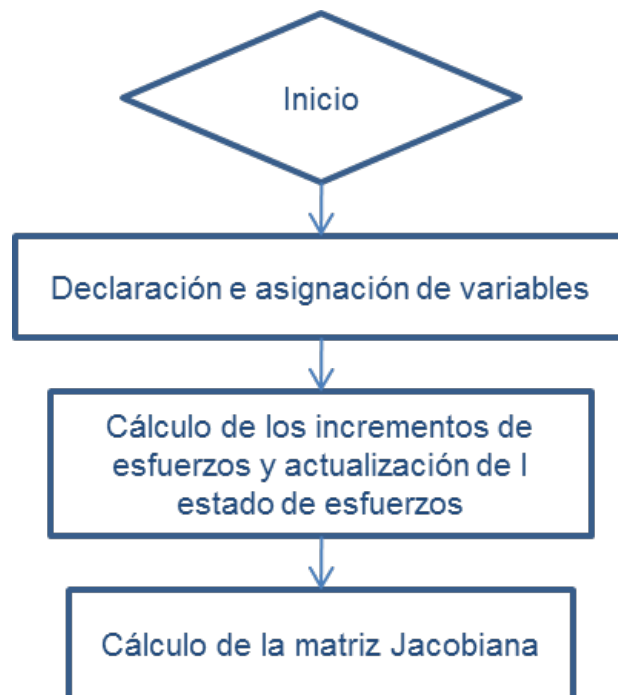 Inicio
Declaración e asignación de variables
Cálculo de los incrementos de
esfuerzos y actualización de l
estado de esfuerzos
Cálculo de la matriz Jacobiana